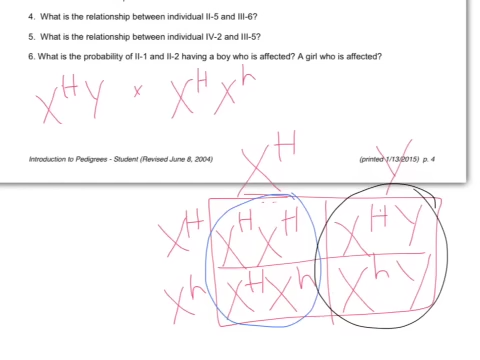 4. What is the relationship between individual II-5 and III-6?
5. What is the relationship between individual IV-2 and III-5?
6. What is the probability of II-1 and II-2 having a boy who is affected? A girl who is affected?
X^H Y x X^H X^h
Introduction to Pedigrees - Student (Revised June 8, 2004) (printed 1/13/2015) p. 4
X^H Y
X^H X^H X^H X^H Y
X^h X^H X^h X^h Y